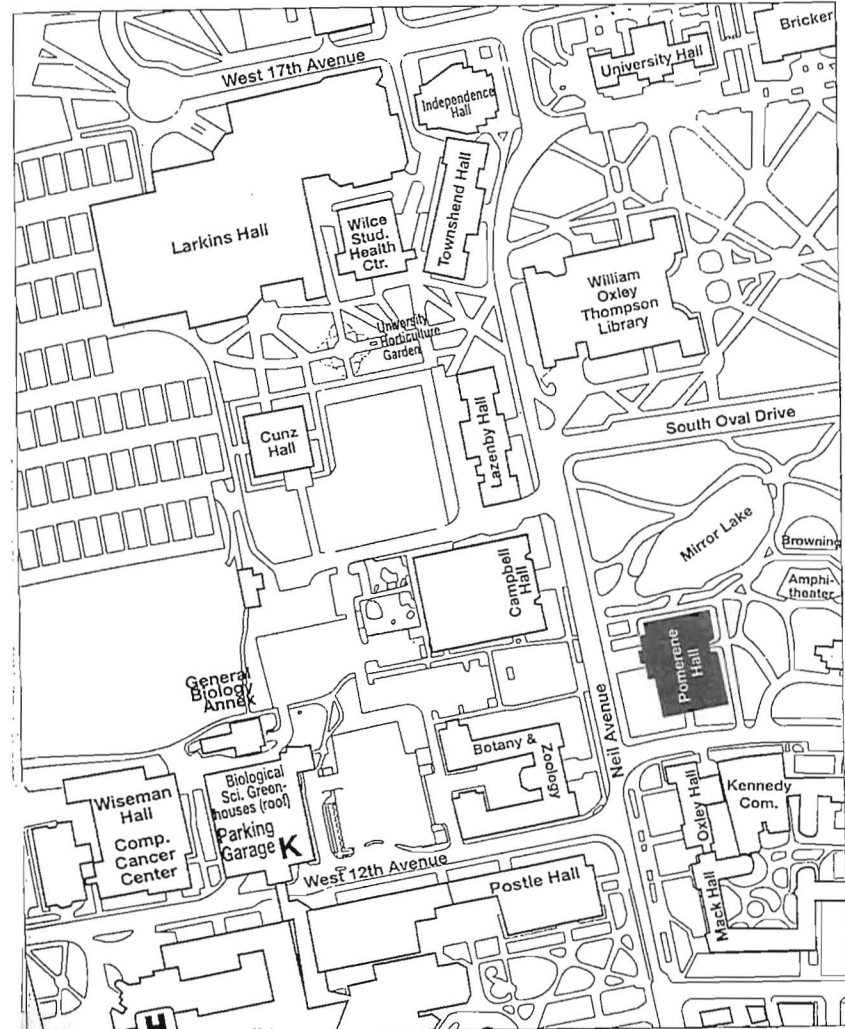 West 17th Avenue
University Hall
Bricker
Independence
Hall
Townshend Hall
Larkins Hall
Wilce
Stud.
Health
Ctr.
William
Oxley
Thompson
Library
University
Horticulture
Garden
Cunz
Hall
Lazenby Hall
South Oval Drive
Mirror Lake
Browning
Amphi-
theater
Campbell
Hall
Pomerene
Hall
General
Biology
Annex
Neil Avenue
Botany &
Zoology
Biological
Sci. Green-
houses (roof)
Parking
Garage K
Wiseman
Hall
Comp.
Cancer
Center
Oxley Hall
Kennedy
Com.
West 12th Avenue
Postle Hall
Mack Hall
H